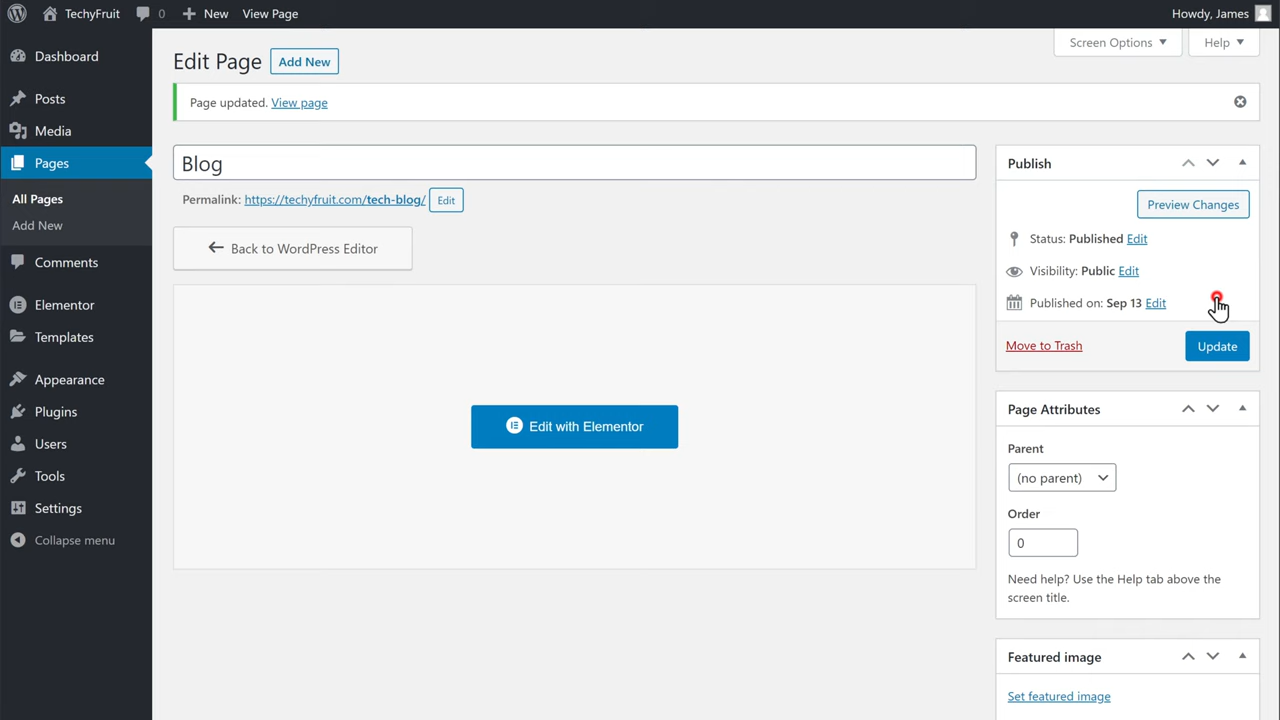 TechyFruit 0 New View Page Howdy, James
Dashboard
Posts
Media
Pages
All Pages
Add New
Comments
Elementor
Templates
Appearance
Plugins
Users
Tools
Settings
Collapse menu
Screen Options Help
Edit Page Add New
Page updated. View page
Blog
Permalink: https://techyfruit.com/tech-blog/ Edit
Back to WordPress Editor
Edit with Elementor
Publish
Preview Changes
Status: Published Edit
Visibility: Public Edit
Published on: Sep 13 Edit
Move to Trash Update
Page Attributes
Parent
(no parent)
Order
0
Need help? Use the Help tab above the
screen title.
Featured image
Set featured image